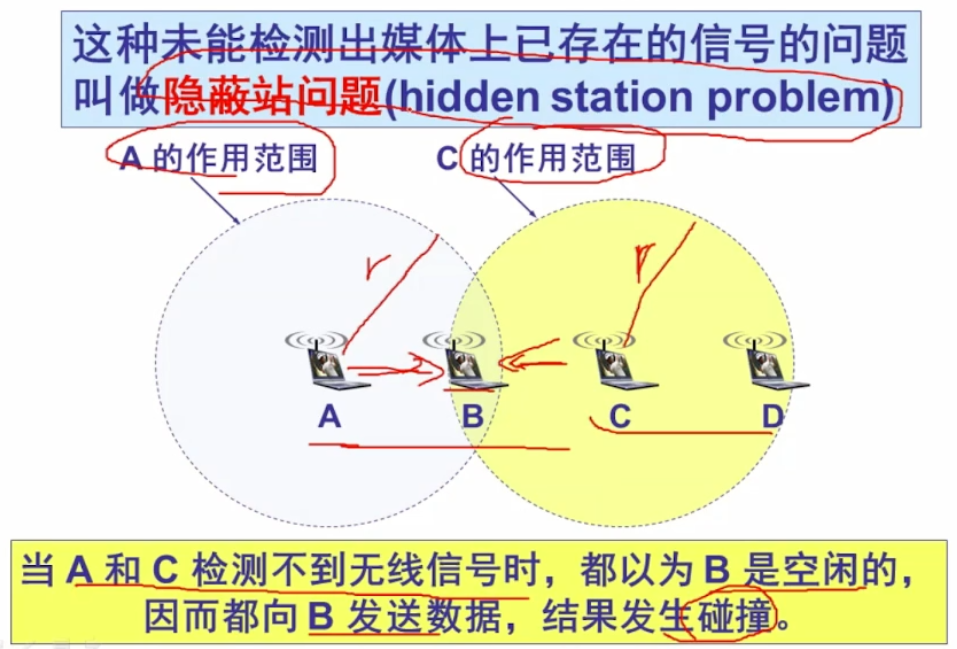 这种未能检测出媒体上已存在的信号的问题
叫做隐蔽站问题(hidden station problem)
A 的作用范围
C 的作用范围
r
r
A
B
C
D
当 A 和 C 检测不到无线信号时，都以为 B 是空闲的，
因而都向 B 发送数据，结果发生碰撞。